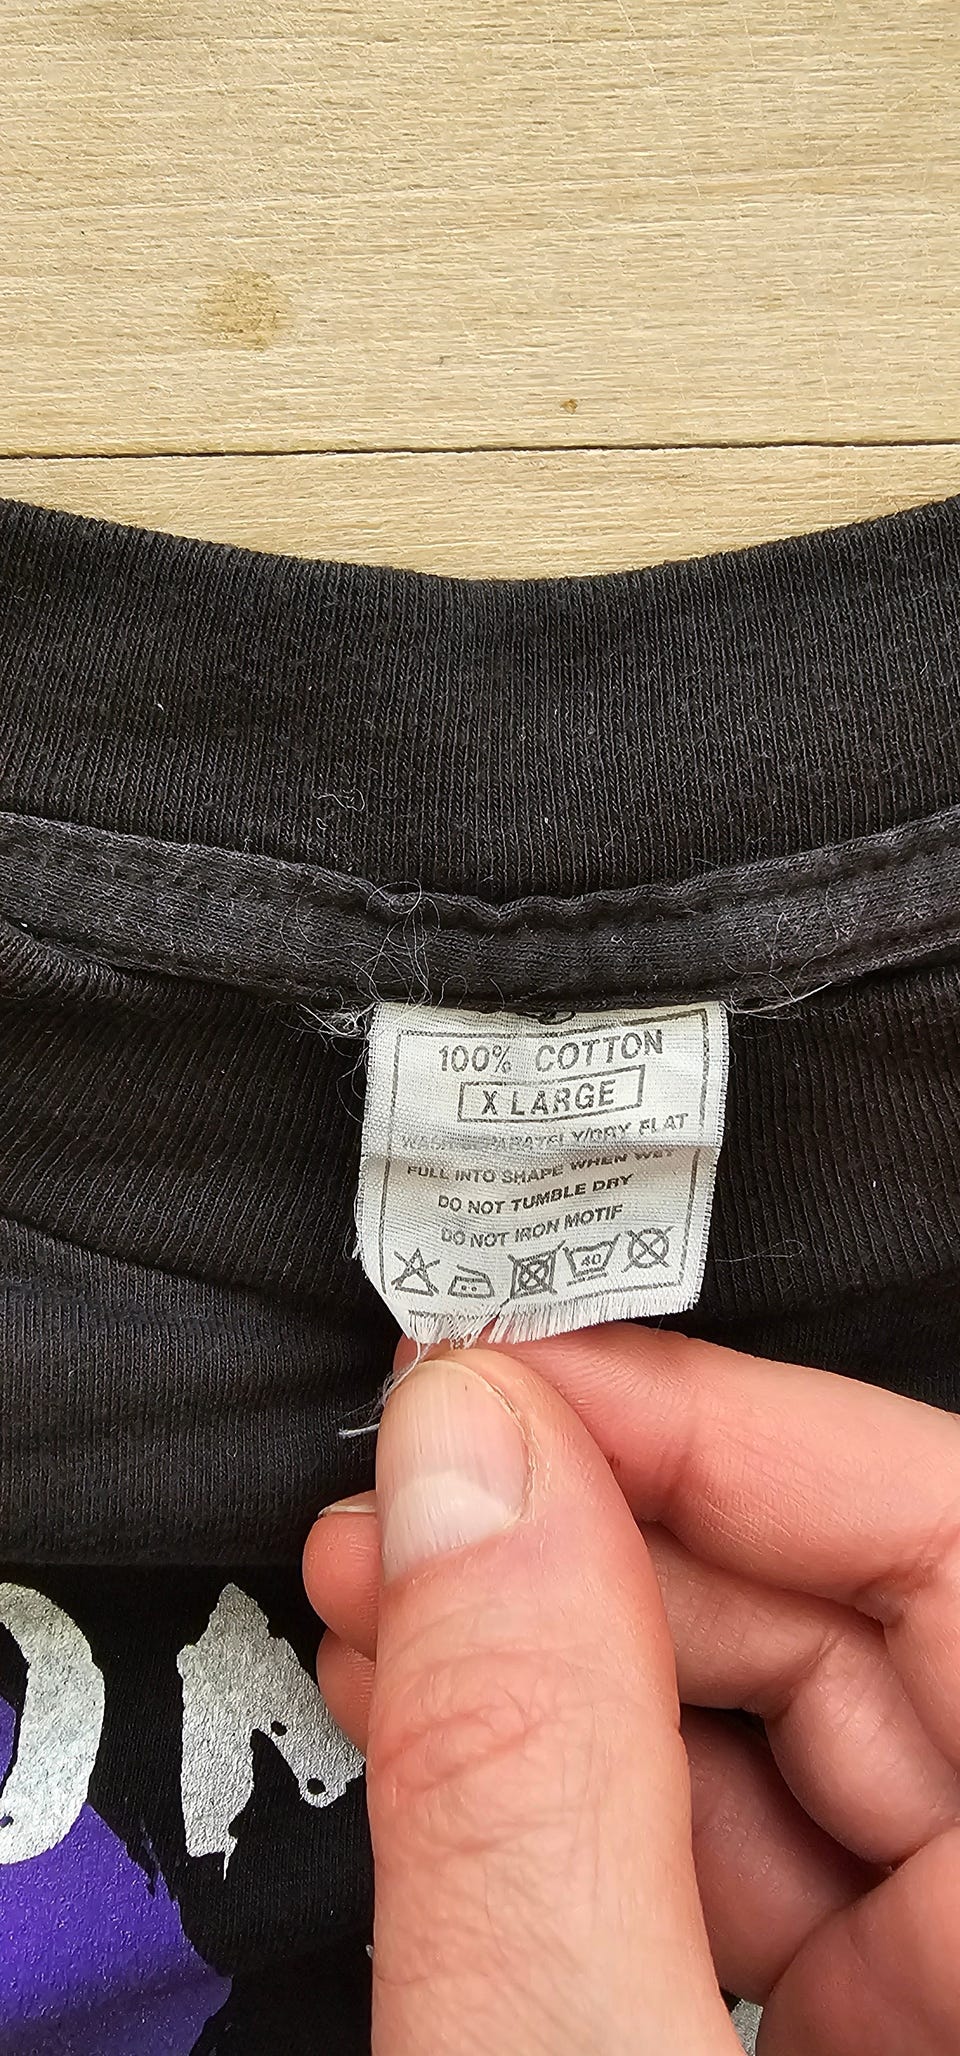 100% COTTON
X LARGE
WASH SEPARATELY/DRY FLAT
PULL INTO SHAPE WHEN WET
DO NOT TUMBLE DRY
DO NOT IRON MOTIF
40